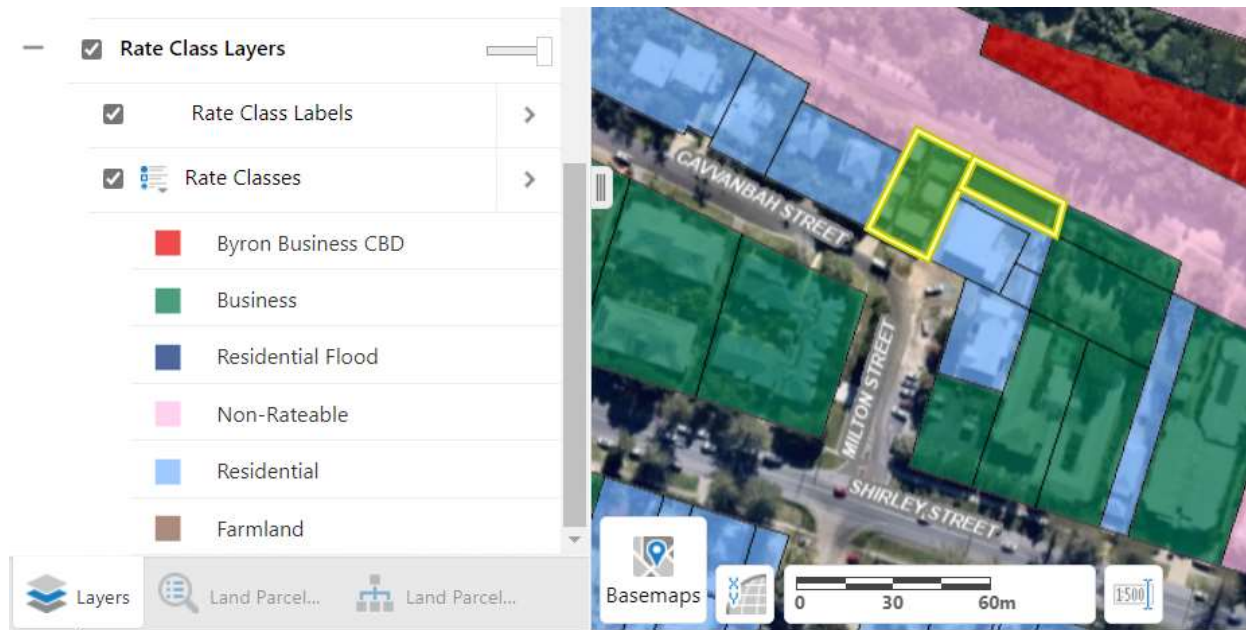 Rate Class Layers
Rate Class Labels
Rate Classes
Byron Business CBD
Business
Residential Flood
Non-Rateable
Residential
Farmland
Layers
Land Parcel...
Land Parcel...
CAVVANBAH STREET
MILTON STREET
SHIRLEY STREET
Basemaps
X
Y
0 30 60m
1:500